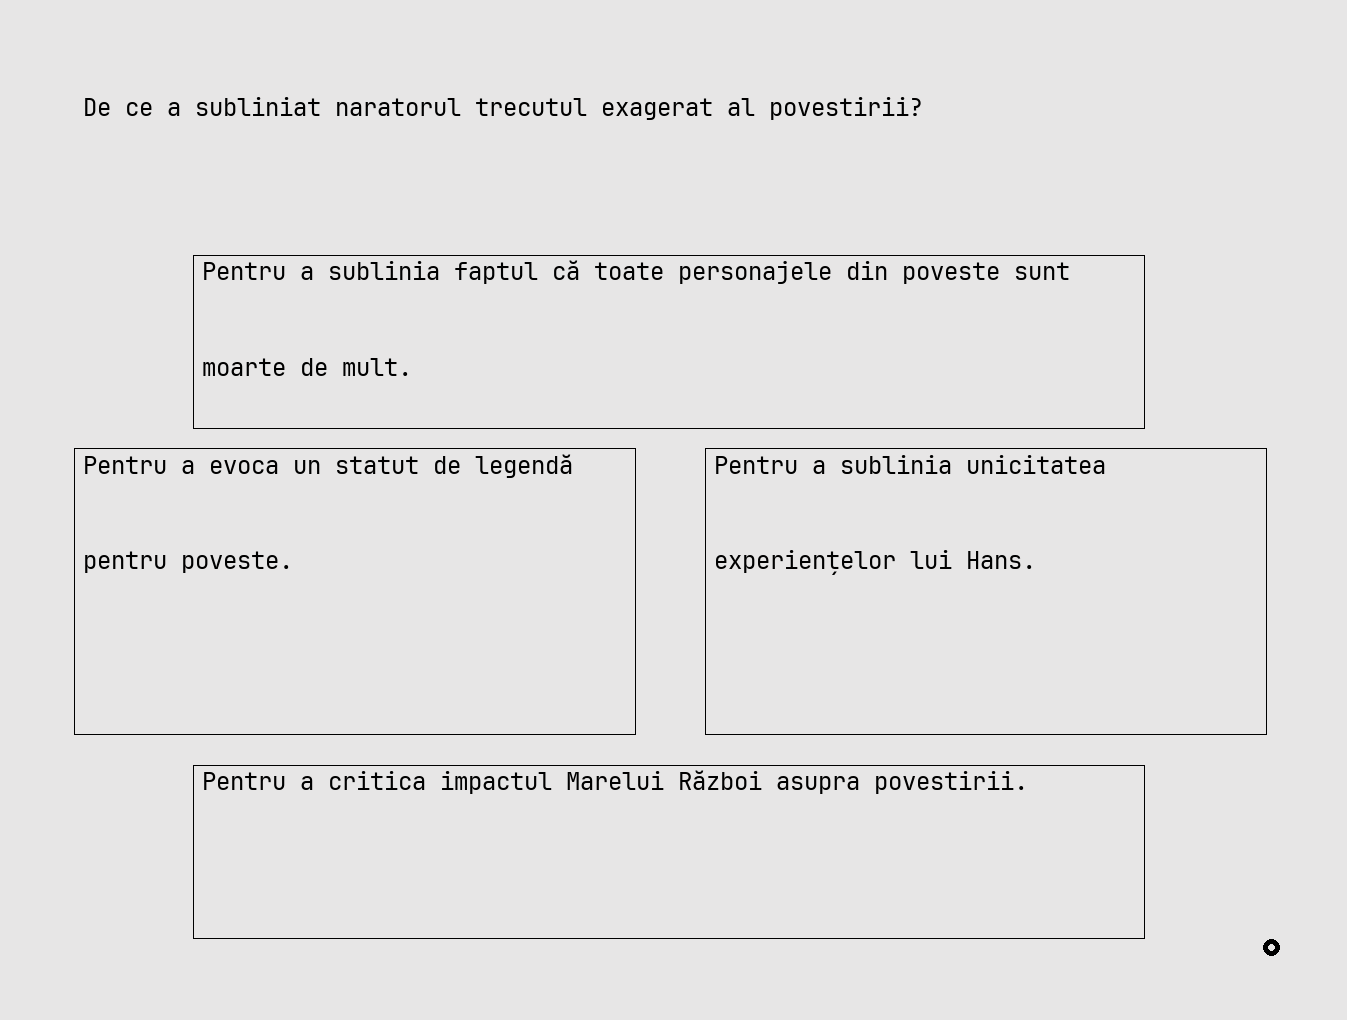 De ce a subliniat naratorul trecutul exagerat al povestirii?
Pentru a sublinia faptul că toate personajele din poveste sunt
moarte de mult.
Pentru a evoca un statut de legendă
pentru poveste.
Pentru a sublinia unicitatea
experiențelor lui Hans.
Pentru a critica impactul Marelui Război asupra povestirii.